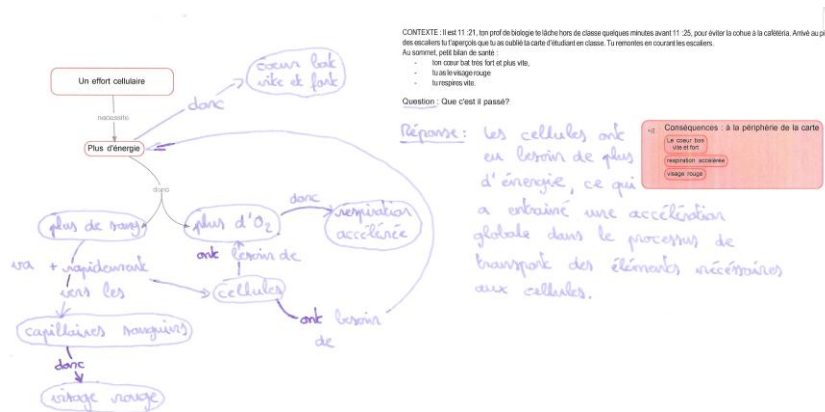 CONTEXTE : Il est 11 :21, ton prof de biologie te lâche hors de classe quelques minutes avant 11 :25, pour éviter la cohue à la cafétéria. Arrivé au pi
des escaliers tu t'aperçois que tu as oublié ta carte d'étudiant en classe. Tu remontes en courant les escaliers.
Au sommet, petit bilan de santé :
- ton cœur bat très fort et plus vite,
- tu as le visage rouge
- tu respires vite.
Question : Que c'est il passé?
Un effort cellulaire
nécessite
Plus d'énergie
donc
cœur bat
vite et fort
donc
plus de sang
plus d'O2
donc
respiration
accélérée
va + rapidement
vers les
ont besoin de
cellules
ont besoin
de
capillaires sanguins
donc
visage rouge
Réponse : Les cellules ont
eu besoin de plus
d'énergie, ce qui
a entrainé une accélération
globale dans le processus de
transport des éléments nécéssaires
aux cellules.
Conséquences : à la périphérie de la carte
Le cœur bas
vite et fort
respiration accélérée
visage rouge